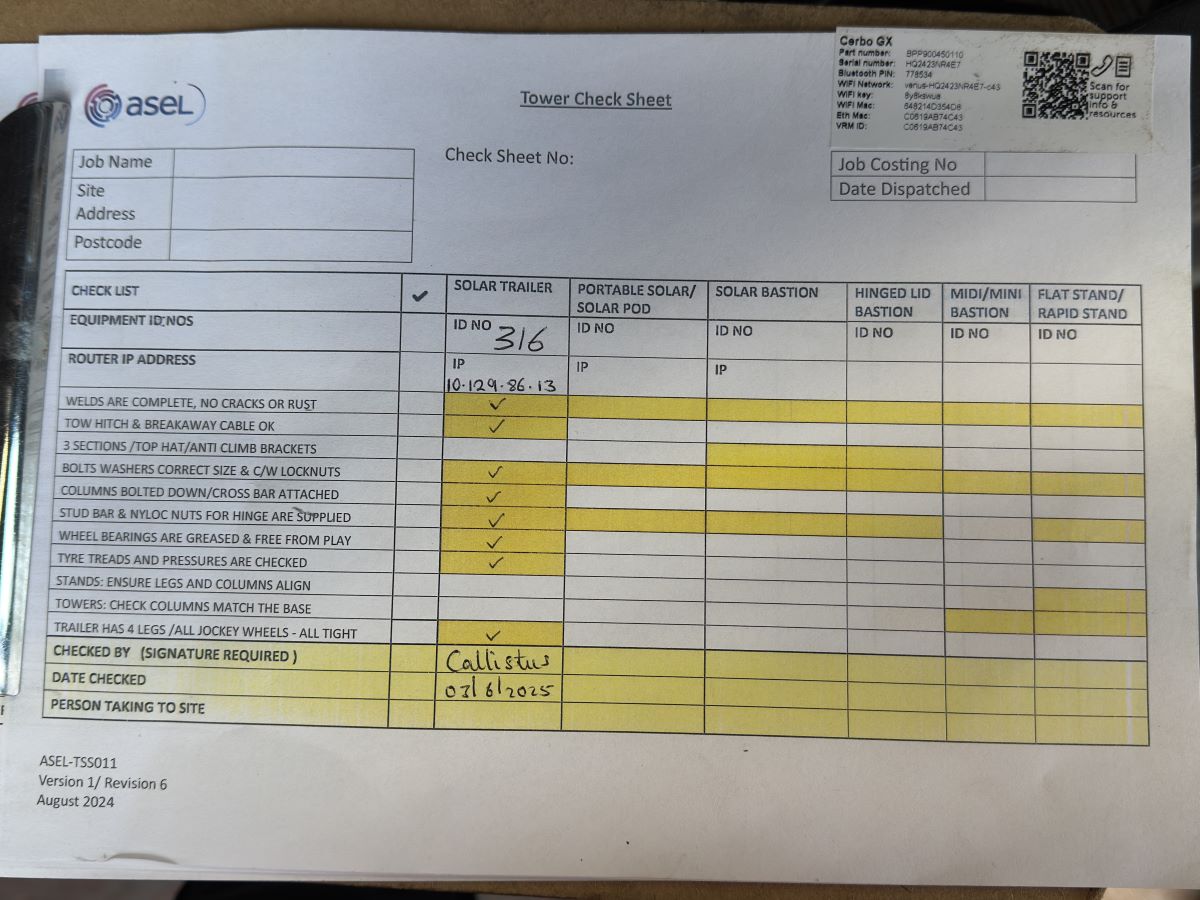 asel
Tower Check Sheet
Cerbo GX
Part number: BPP900450110
Serial number: HQ2423NR4E7
Bluetooth PIN: 778534
WiFi Network: venus-HQ2423NR4E7-c43
WiFi key:
WiFi Mac:
Eth Mac: C0619AB74C43
VRM ID: C0619AB74C43
Scan for
support
info &
resources
Job Name
Site
Address
Postcode
Check Sheet No:
Job Costing No
Date Dispatched
CHECK LIST ✓ SOLAR TRAILER PORTABLE SOLAR/ SOLAR POD SOLAR BASTION HINGED LID BASTION MIDI/MINI BASTION FLAT STAND/ RAPID STAND
EQUIPMENT ID:NOS ID NO 316 ID NO ID NO ID NO ID NO ID NO
ROUTER IP ADDRESS IP 10.129.86.13 IP IP
WELDS ARE COMPLETE, NO CRACKS OR RUST ✓
TOW HITCH & BREAKAWAY CABLE OK ✓
3 SECTIONS /TOP HAT/ANTI CLIMB BRACKETS
BOLTS WASHERS CORRECT SIZE & C/W LOCKNUTS ✓
COLUMNS BOLTED DOWN/CROSS BAR ATTACHED ✓
STUD BAR & NYLOC NUTS FOR HINGE ARE SUPPLIED ✓
WHEEL BEARINGS ARE GREASED & FREE FROM PLAY ✓
TYRE TREADS AND PRESSURES ARE CHECKED ✓
STANDS: ENSURE LEGS AND COLUMNS ALIGN
TOWERS: CHECK COLUMNS MATCH THE BASE
TRAILER HAS 4 LEGS /ALL JOCKEY WHEELS - ALL TIGHT ✓
CHECKED BY (SIGNATURE REQUIRED ) Callistus
DATE CHECKED 03/6/2025
PERSON TAKING TO SITE
ASEL-TSS011
Version 1/ Revision 6
August 2024